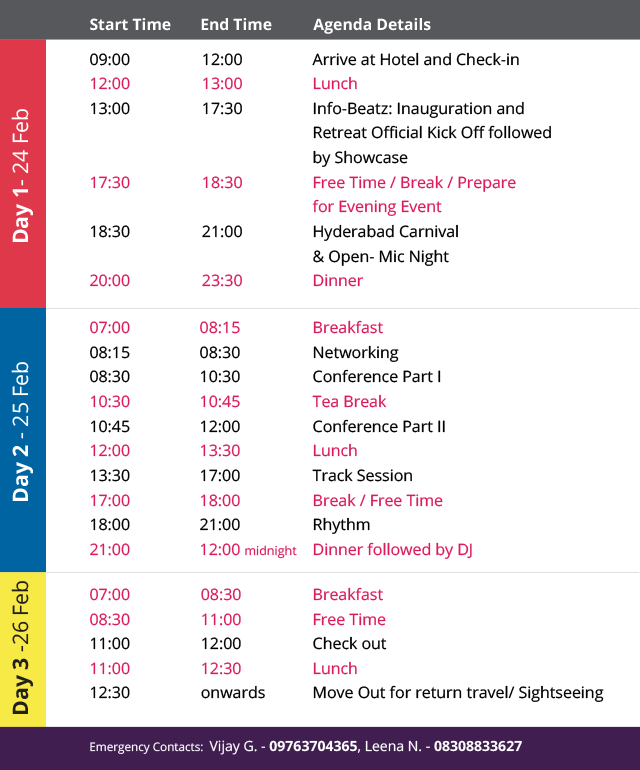 Start Time End Time Agenda Details
Day 1- 24 Feb
09:00 12:00 Arrive at Hotel and Check-in
12:00 13:00 Lunch
13:00 17:30 Info-Beatz: Inauguration and
Retreat Official Kick Off followed
by Showcase
17:30 18:30 Free Time / Break / Prepare
for Evening Event
18:30 21:00 Hyderabad Carnival
& Open- Mic Night
20:00 23:30 Dinner
Day 2 - 25 Feb
07:00 08:15 Breakfast
08:15 08:30 Networking
08:30 10:30 Conference Part I
10:30 10:45 Tea Break
10:45 12:00 Conference Part II
12:00 13:30 Lunch
13:30 17:00 Track Session
17:00 18:00 Break / Free Time
18:00 21:00 Rhythm
21:00 12:00 midnight Dinner followed by DJ
Day 3 -26 Feb
07:00 08:30 Breakfast
08:30 11:00 Free Time
11:00 12:00 Check out
11:00 12:30 Lunch
12:30 onwards Move Out for return travel/ Sightseeing
Emergency Contacts: Vijay G. - 09763704365, Leena N. - 08308833627